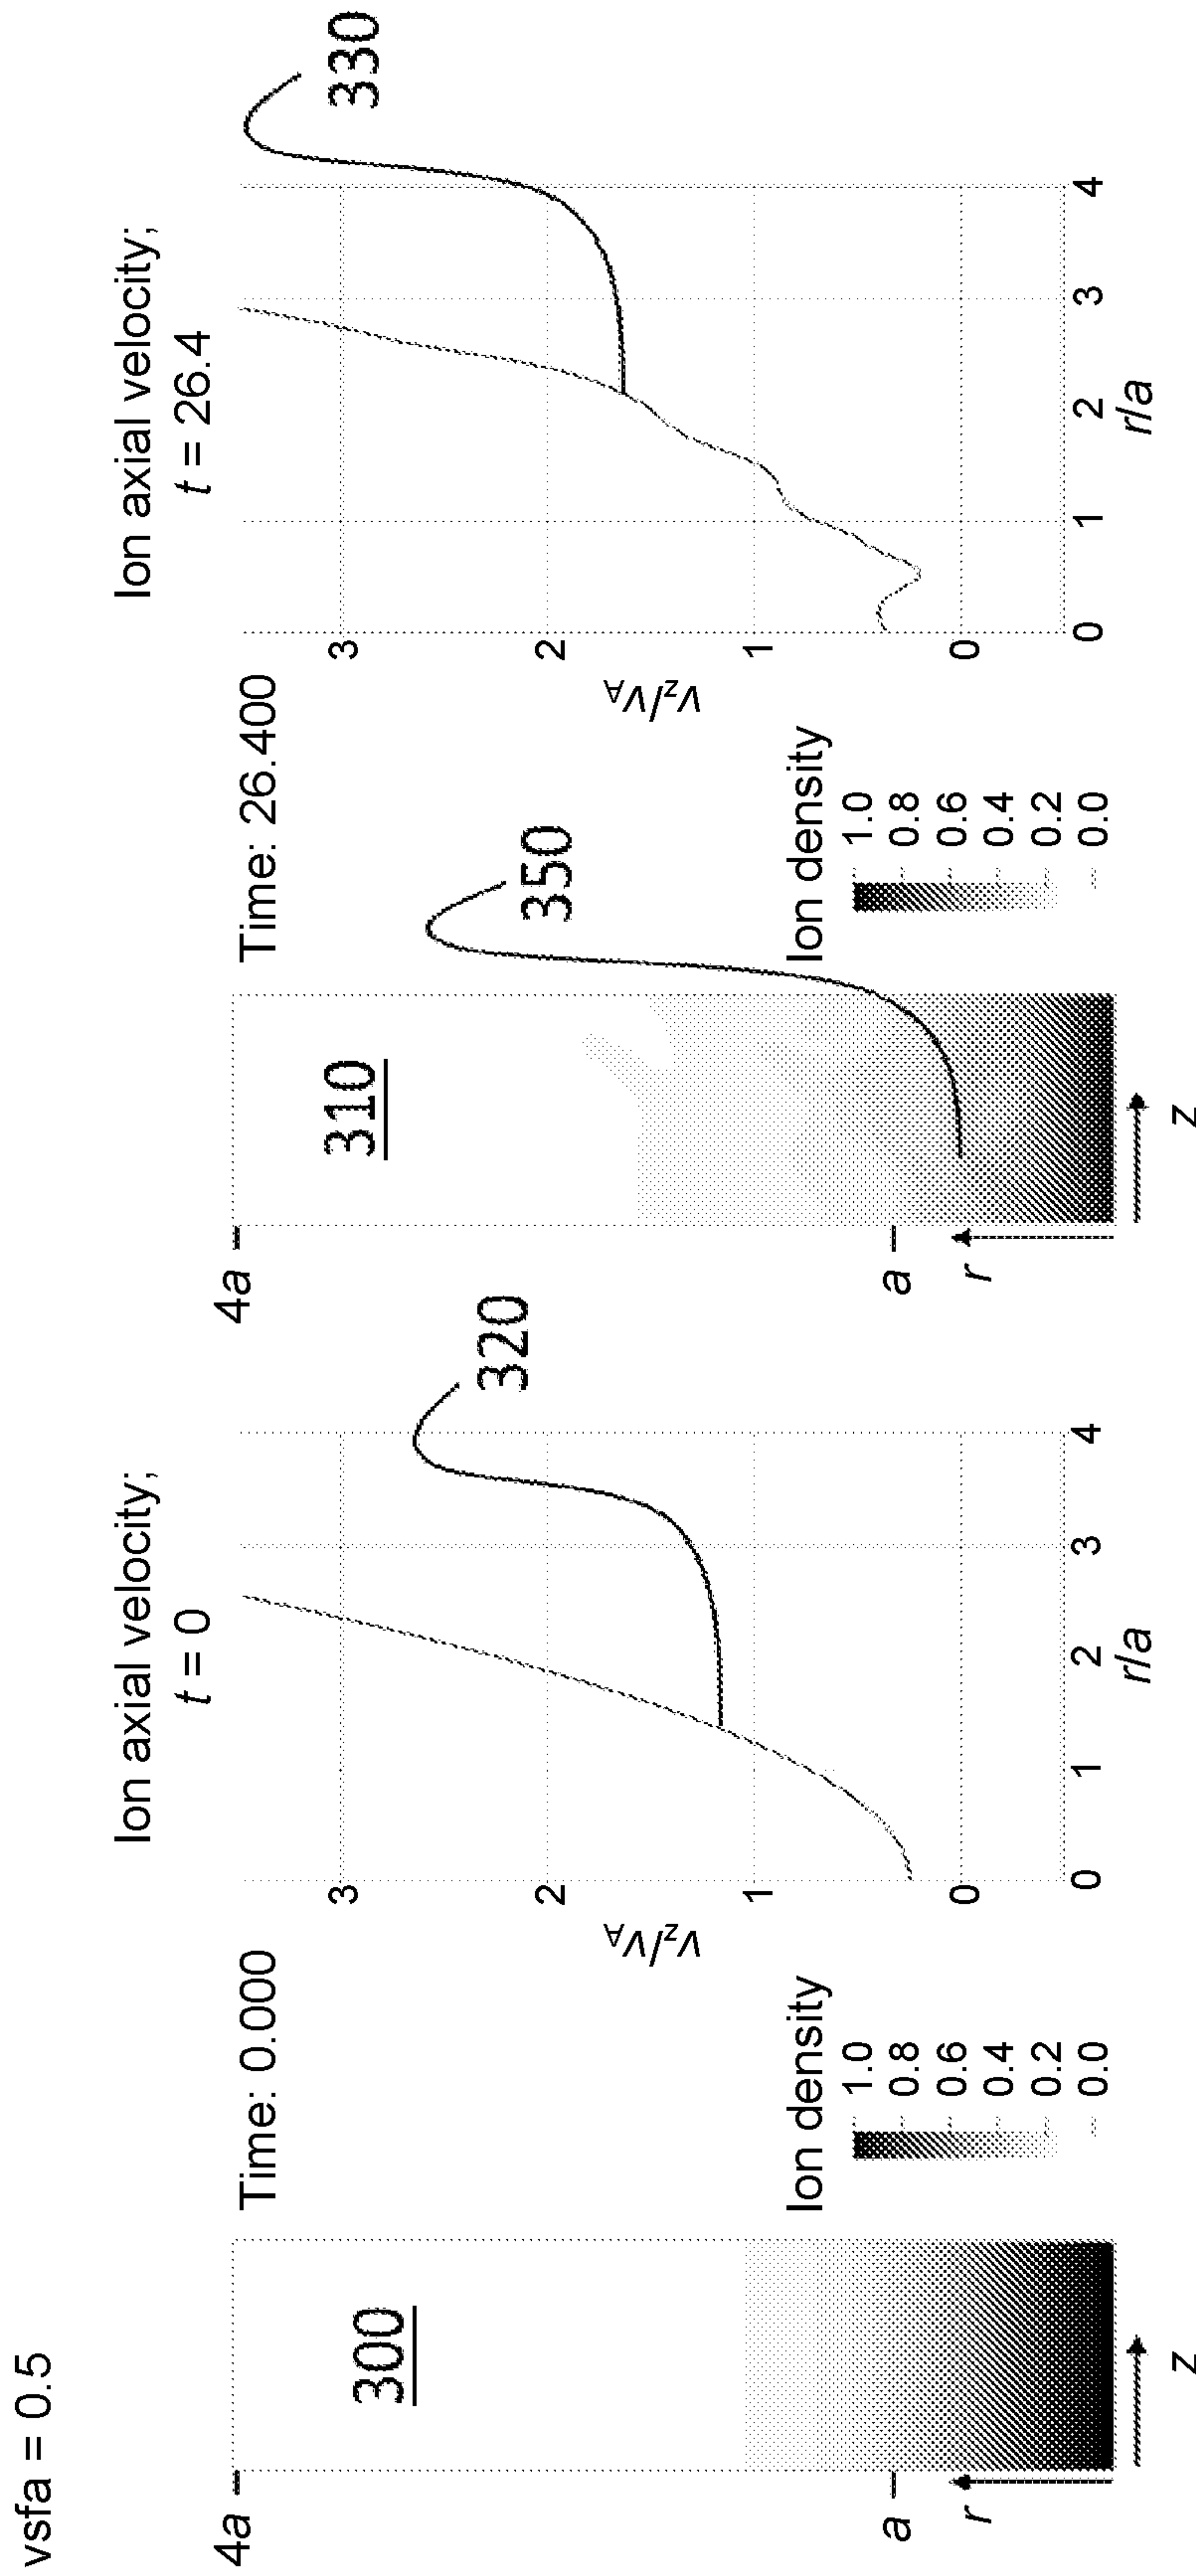 vsfa = 0.5
4a
a
r
z
300
Time: 0.000
Ion density
1.0
0.8
0.6
0.4
0.2
0.0
Ion axial velocity;
t = 0
3
2
1
0
vz/vA
0 1 2 3 4
r/a
320
4a
a
r
z
310
350
Time: 26.400
Ion density
1.0
0.8
0.6
0.4
0.2
0.0
Ion axial velocity;
t = 26.4
3
2
1
0
vz/vA
0 1 2 3 4
r/a
330